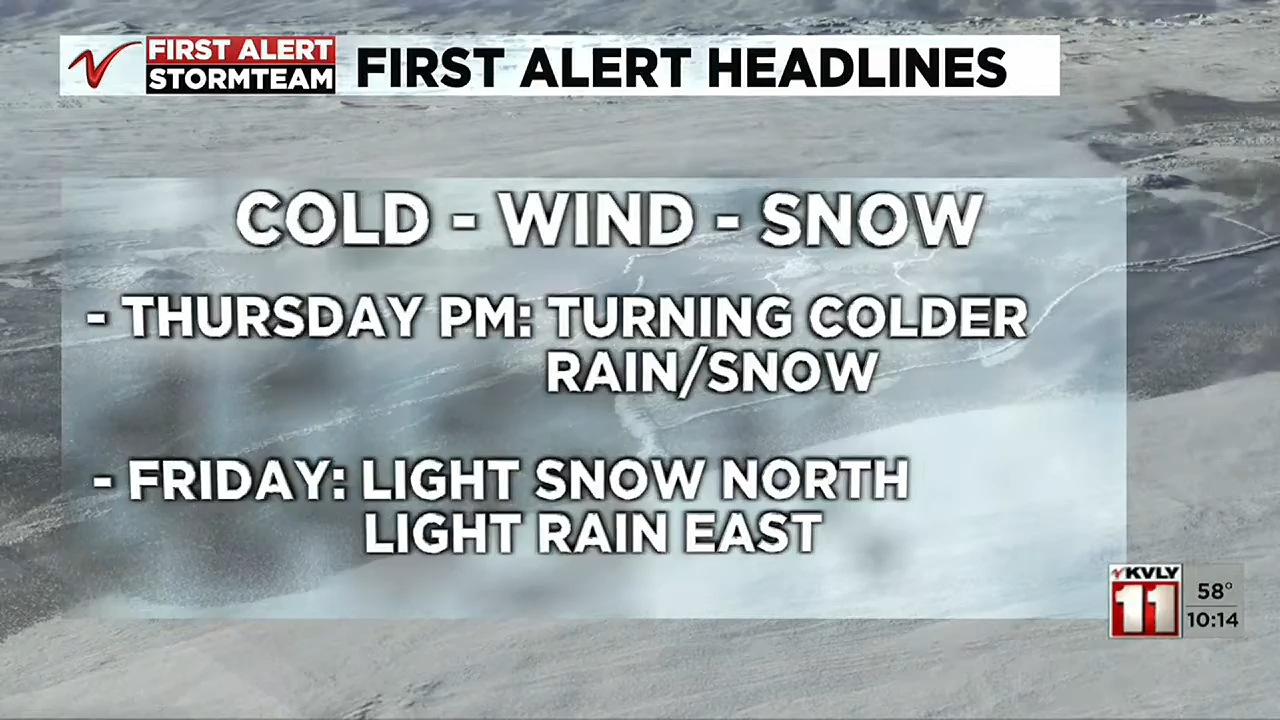 FIRST ALERT
STORMTEAM
FIRST ALERT HEADLINES
COLD - WIND - SNOW
- THURSDAY PM: TURNING COLDER
RAIN/SNOW
- FRIDAY: LIGHT SNOW NORTH
LIGHT RAIN EAST
KVLY
11
58°
10:14